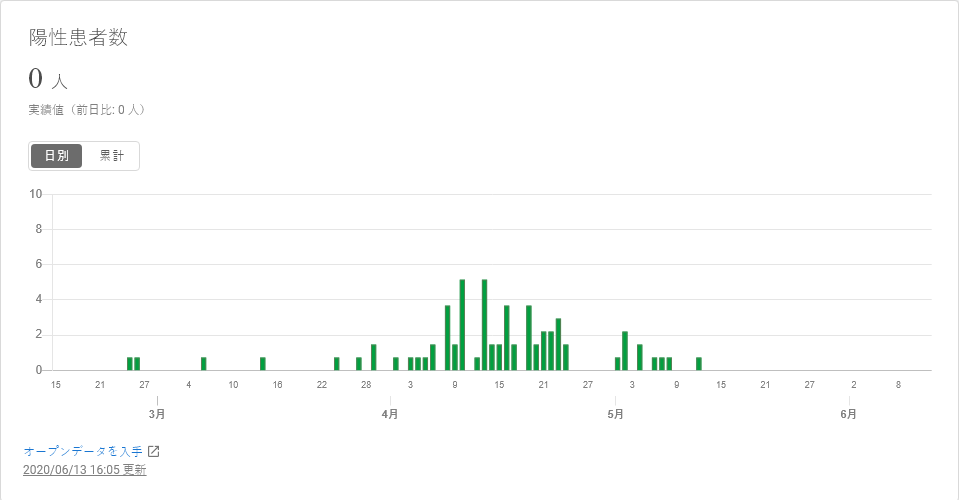 陽性患者数
0 人
実績値（前日比: 0 人）
日別 累計
10
8
6
4
2
0
15 21 27 4 10 16 22 28 3 9 15 21 27 3 9 15 21 27 2 8
3月 4月 5月 6月
オープンデータを入手
2020/06/13 16:05 更新